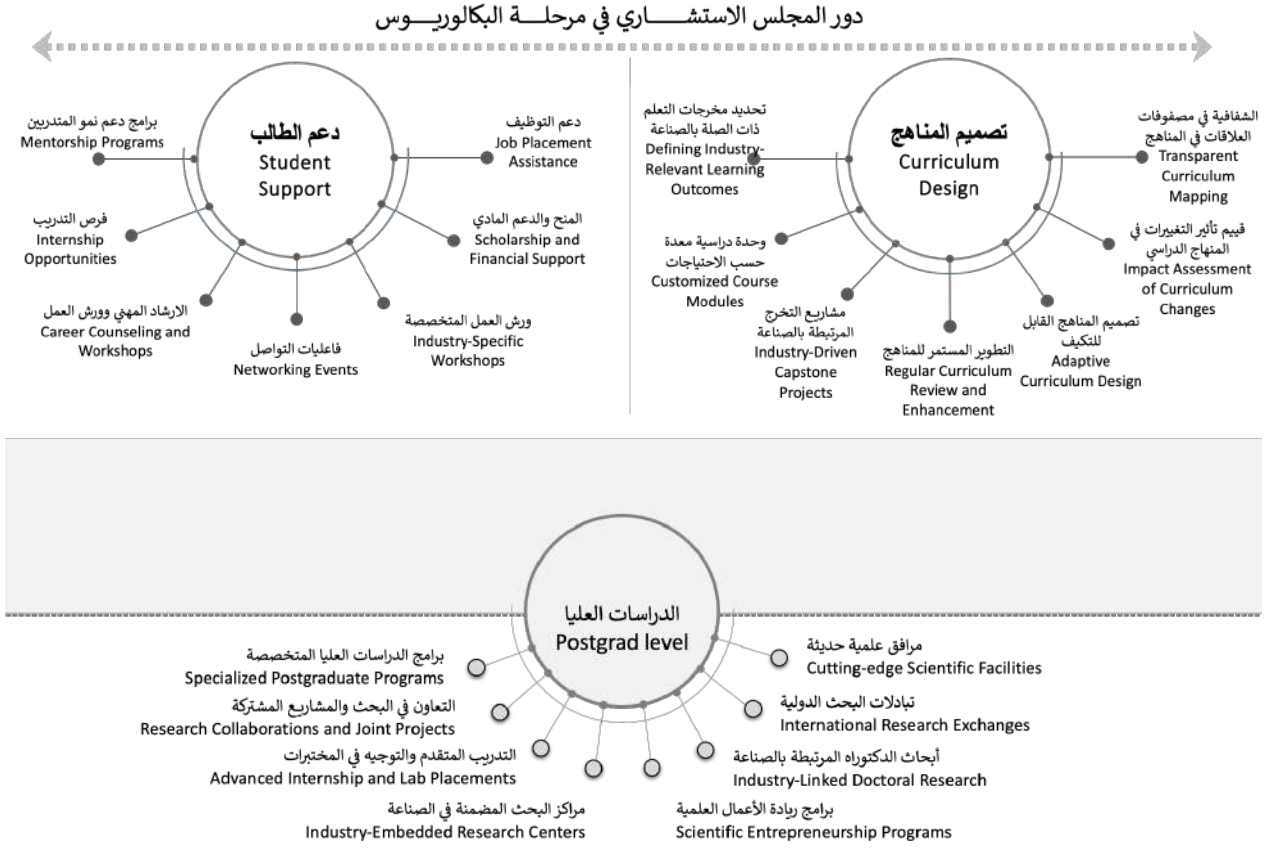 دور المجلس الاستشـــــاري في مرحلـــة البكالوريـــوس
تصميم المناهج
Curriculum
Design
الشفافية في مصفوفات
العلاقات في المناهج
Transparent
Curriculum
Mapping
قييم تأثير التغييرات في
المنهاج الدراسي
Impact Assessment
of Curriculum
Changes
تصميم المناهج القابل
للتكيف
Adaptive
Curriculum Design
التطوير المستمر للمناهج
Regular Curriculum
Review and
Enhancement
مشاريع التخرج
المرتبطة بالصناعة
Industry-Driven
Capstone
Projects
وحدة دراسية معدة
حسب الاحتياجات
Customized Course
Modules
تحديد مخرجات التعلم
ذات الصلة بالصناعة
Defining Industry-
Relevant Learning
Outcomes
دعم الطالب
Student
Support
دعم التوظيف
Job Placement
Assistance
المنح والدعم المادي
Scholarship and
Financial Support
ورش العمل المتخصصة
Industry-Specific
Workshops
فاعليات التواصل
Networking Events
الارشاد المهني وورش العمل
Career Counseling and
Workshops
فرص التدريب
Internship
Opportunities
برامج دعم نمو المتدربين
Mentorship Programs
الدراسات العليا
Postgrad level
مرافق علمية حديثة
Cutting-edge Scientific Facilities
تبادلات البحث الدولية
International Research Exchanges
أبحاث الدكتوراه المرتبطة بالصناعة
Industry-Linked Doctoral Research
برامج ريادة الأعمال العلمية
Scientific Entrepreneurship Programs
برامج الدراسات العليا المتخصصة
Specialized Postgraduate Programs
التعاون في البحث والمشاريع المشتركة
Research Collaborations and Joint Projects
التدريب المتقدم والتوجيه في المختبرات
Advanced Internship and Lab Placements
مراكز البحث المضمنة في الصناعة
Industry-Embedded Research Centers